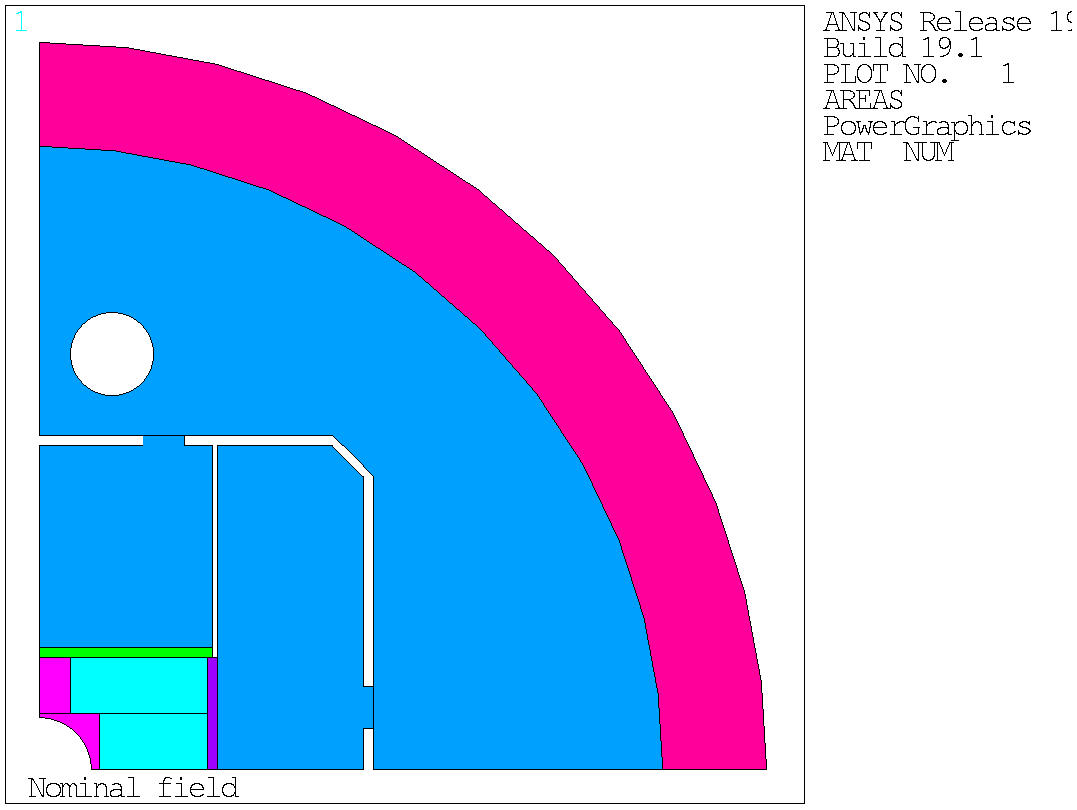 1
ANSYS Release 19
Build 19.1
PLOT NO. 1
AREAS
PowerGraphics
MAT NUM
Nominal field